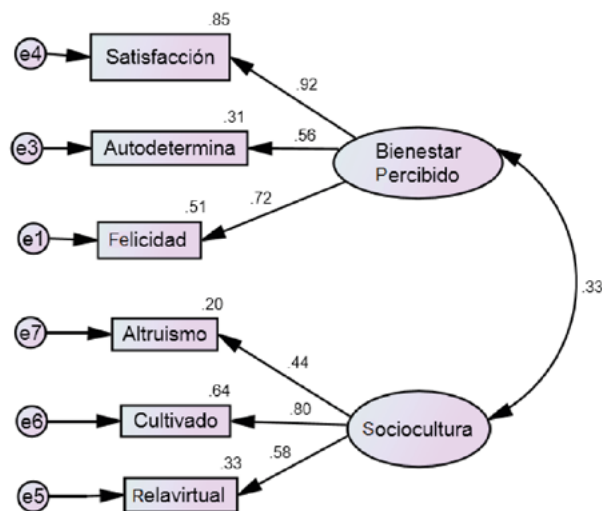 .85
e4
Satisfacción
.92
.31
e3
Autodetermina
.56
Bienestar
Percibido
.72
.51
e1
Felicidad
.33
.20
e7
Altruismo
.44
.64
e6
Cultivado
.80
Sociocultura
.58
.33
e5
Relavirtual